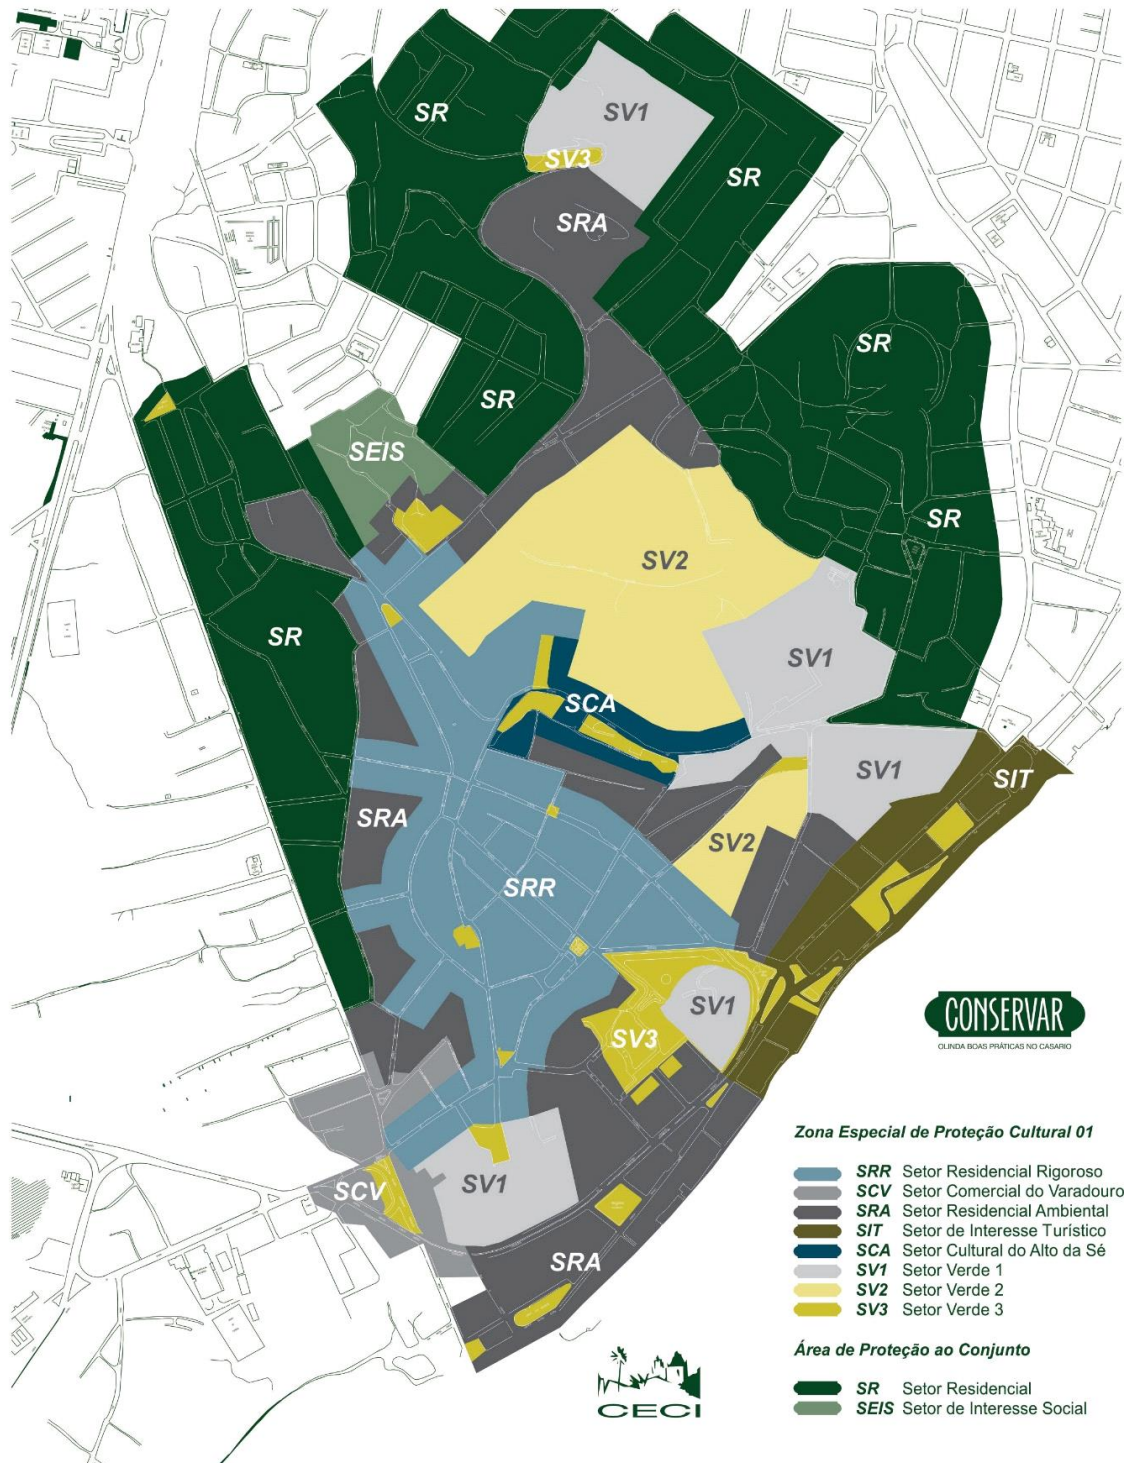 SR
SV1
SV3
SR
SRA
SR
SR
SEIS
SR
SV2
SR
SV1
SCA
SV1
SIT
SRA
SV2
SRR
SV1
SV3
CONSERVAR
OLINDA BOAS PRÁTICAS NO CASARIO
SCV
SV1
SRA
Zona Especial de Proteção Cultural 01
SRR Setor Residencial Rigoroso
SCV Setor Comercial do Varadouro
SRA Setor Residencial Ambiental
SIT Setor de Interesse Turístico
SCA Setor Cultural do Alto da Sé
SV1 Setor Verde 1
SV2 Setor Verde 2
SV3 Setor Verde 3
Área de Proteção ao Conjunto
SR Setor Residencial
SEIS Setor de Interesse Social
CECI